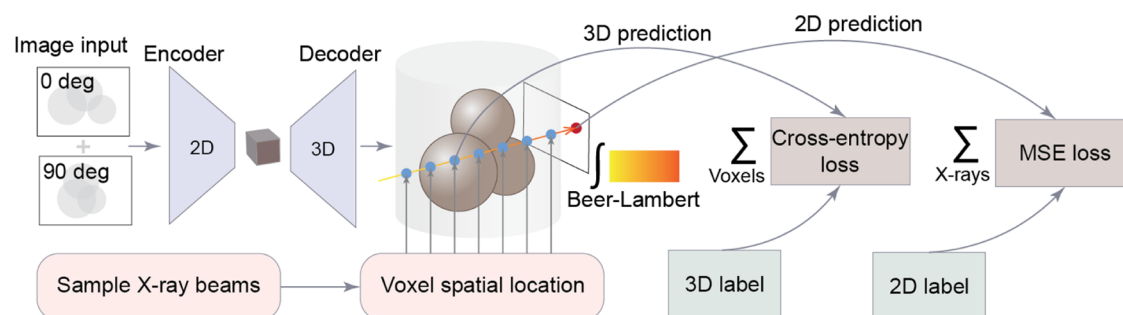 Image input
0 deg
+
90 deg
Encoder
2D
Decoder
3D
3D prediction
2D prediction
∫
Beer-Lambert
∑
Voxels
Cross-entropy
loss
∑
X-rays
MSE loss
Sample X-ray beams
Voxel spatial location
3D label
2D label